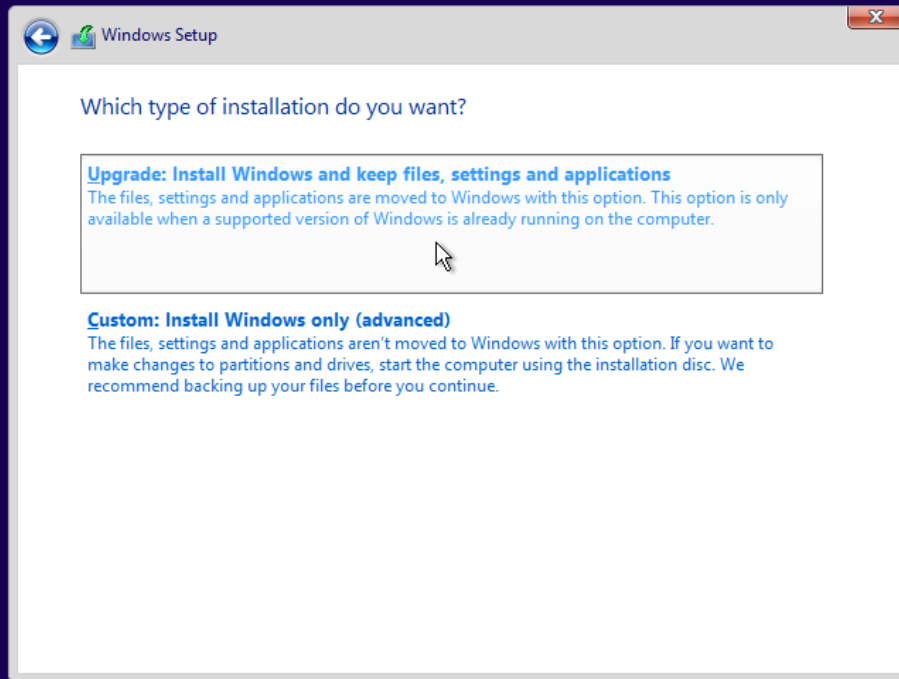 Windows Setup
Which type of installation do you want?
Upgrade: Install Windows and keep files, settings and applications
The files, settings and applications are moved to Windows with this option. This option is only
available when a supported version of Windows is already running on the computer.
Custom: Install Windows only (advanced)
The files, settings and applications aren't moved to Windows with this option. If you want to
make changes to partitions and drives, start the computer using the installation disc. We
recommend backing up your files before you continue.